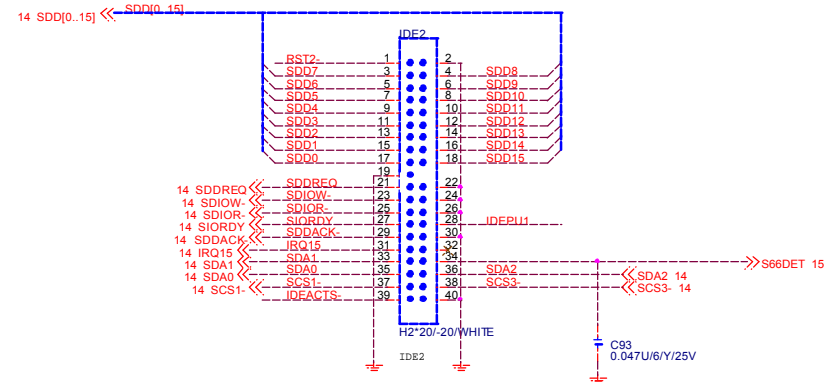 14 SDD[0..15] SDD[0..15]
IDE2
RST2- 1 2
SDD7 3 4 SDD8
SDD6 5 6 SDD9
SDD5 7 8 SDD10
SDD4 9 10 SDD11
SDD3 11 12 SDD12
SDD2 13 14 SDD13
SDD1 15 16 SDD14
SDD0 17 18 SDD15
19
14 SDDREQ SDDREQ 21 22
14 SDIOW- SDIOW- 23 24
14 SDIOR- SDIOR- 25 26
14 SIORDY SIORDY 27 28 IDEPU1
14 SDDACK- SDDACK- 29 30
14 IRQ15 IRQ15 31 32
14 SDA1 SDA1 33 34 S66DET 15
14 SDA0 SDA0 35 36 SDA2 SDA2 14
14 SCS1- SCS1- 37 38 SCS3- SCS3- 14
IDEACTS- 39 40
H2*20/-20/WHITE
IDE2
C93
0.047U/6/Y/25V